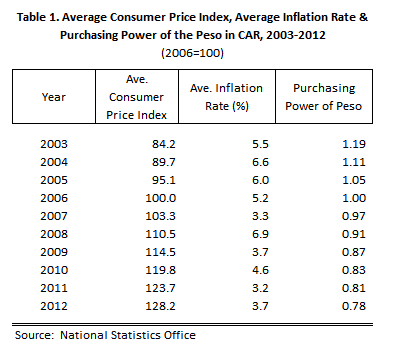 Table 1. Average Consumer Price Index, Average Inflation Rate &
Purchasing Power of the Peso in CAR, 2003-2012
(2006=100)
Year Ave. Consumer Price Index Ave. Inflation Rate (%) Purchasing Power of Peso
2003 84.2 5.5 1.19
2004 89.7 6.6 1.11
2005 95.1 6.0 1.05
2006 100.0 5.2 1.00
2007 103.3 3.3 0.97
2008 110.5 6.9 0.91
2009 114.5 3.7 0.87
2010 119.8 4.6 0.83
2011 123.7 3.2 0.81
2012 128.2 3.7 0.78
Source: National Statistics Office